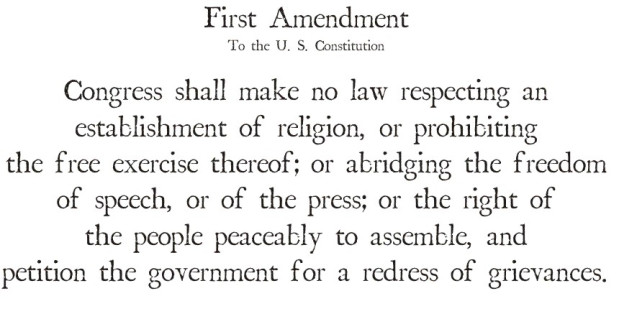 First Amendment
To the U. S. Constitution
Congress shall make no law respecting an
establishment of religion, or prohibiting
the free exercise thereof; or abridging the freedom
of speech, or of the press; or the right of
the people peaceably to assemble, and
petition the government for a redress of grievances.